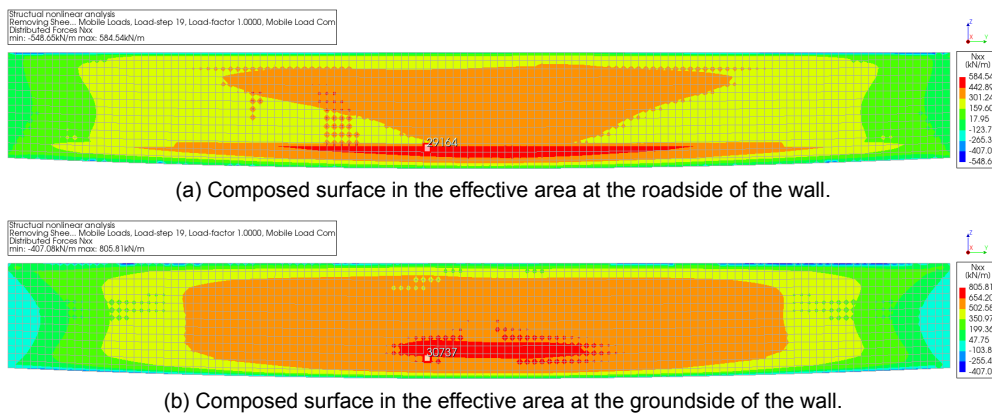 Structural nonlinear analysis
Removing Shee... Mobile Loads, Load-step 19, Load-factor 1.0000, Mobile Load Com
Distributed Forces Nxx
min: -548.65kN/m max: 584.54kN/m
Z
X Y
Nxx
(kN/m)
584.54
442.89
301.24
159.60
17.95
-123.7
-265.3
-407.0
-548.6
29164
(a) Composed surface in the effective area at the roadside of the wall.
Structual nonlinear analysis
Removing Shee... Mobile Loads, Load-step 19, Load-factor 1.0000, Mobile Load Com
Distributed Forces Nxx
min: -407.08kN/m max: 805.81kN/m
Z
X Y
Nxx
(kN/m)
805.81
654.20
502.58
350.97
199.36
47.75
-103.8
-255.4
-407.0
30737
(b) Composed surface in the effective area at the groundside of the wall.